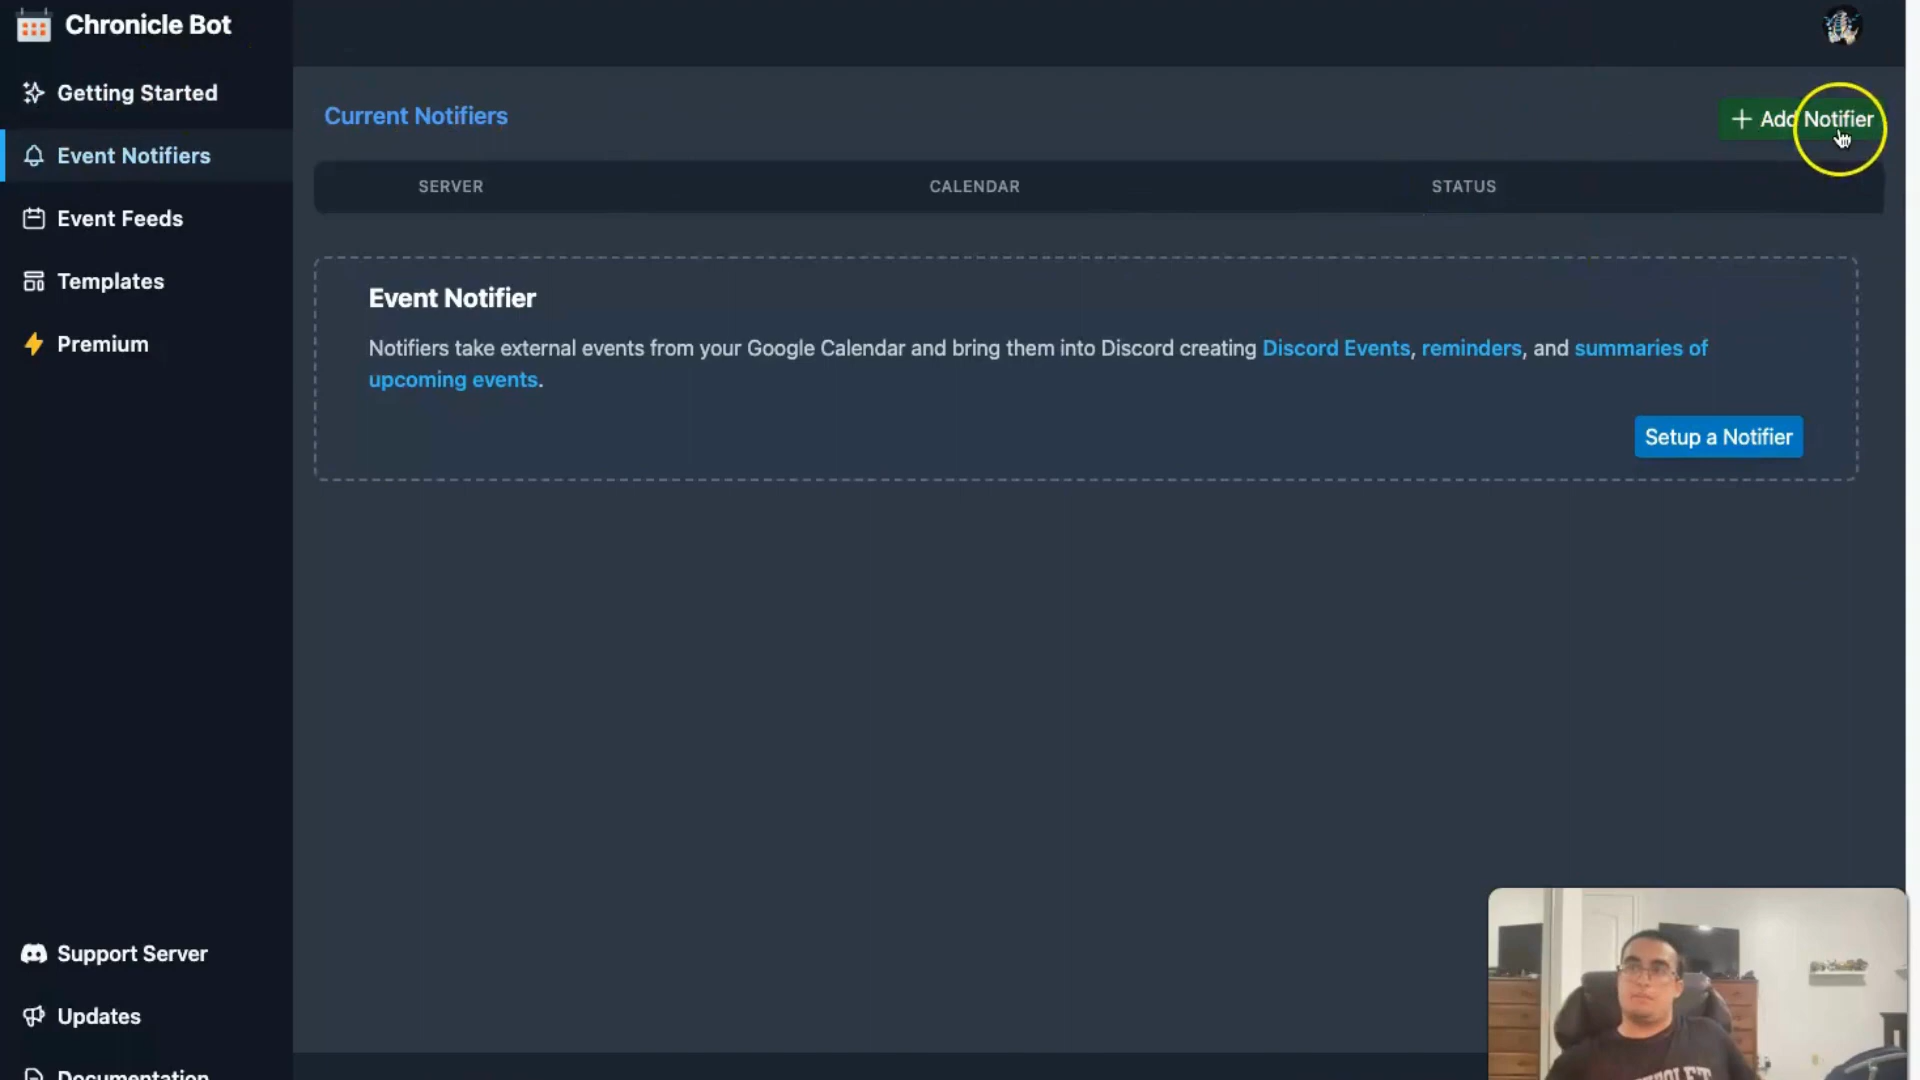 Chronicle Bot
Getting Started
Event Notifiers
Event Feeds
Templates
Premium
Support Server
Updates
Documentation
Current Notifiers
+ Add Notifier
SERVER CALENDAR STATUS
Event Notifier
Notifiers take external events from your Google Calendar and bring them into Discord creating Discord Events, reminders, and summaries of
upcoming events.
Setup a Notifier